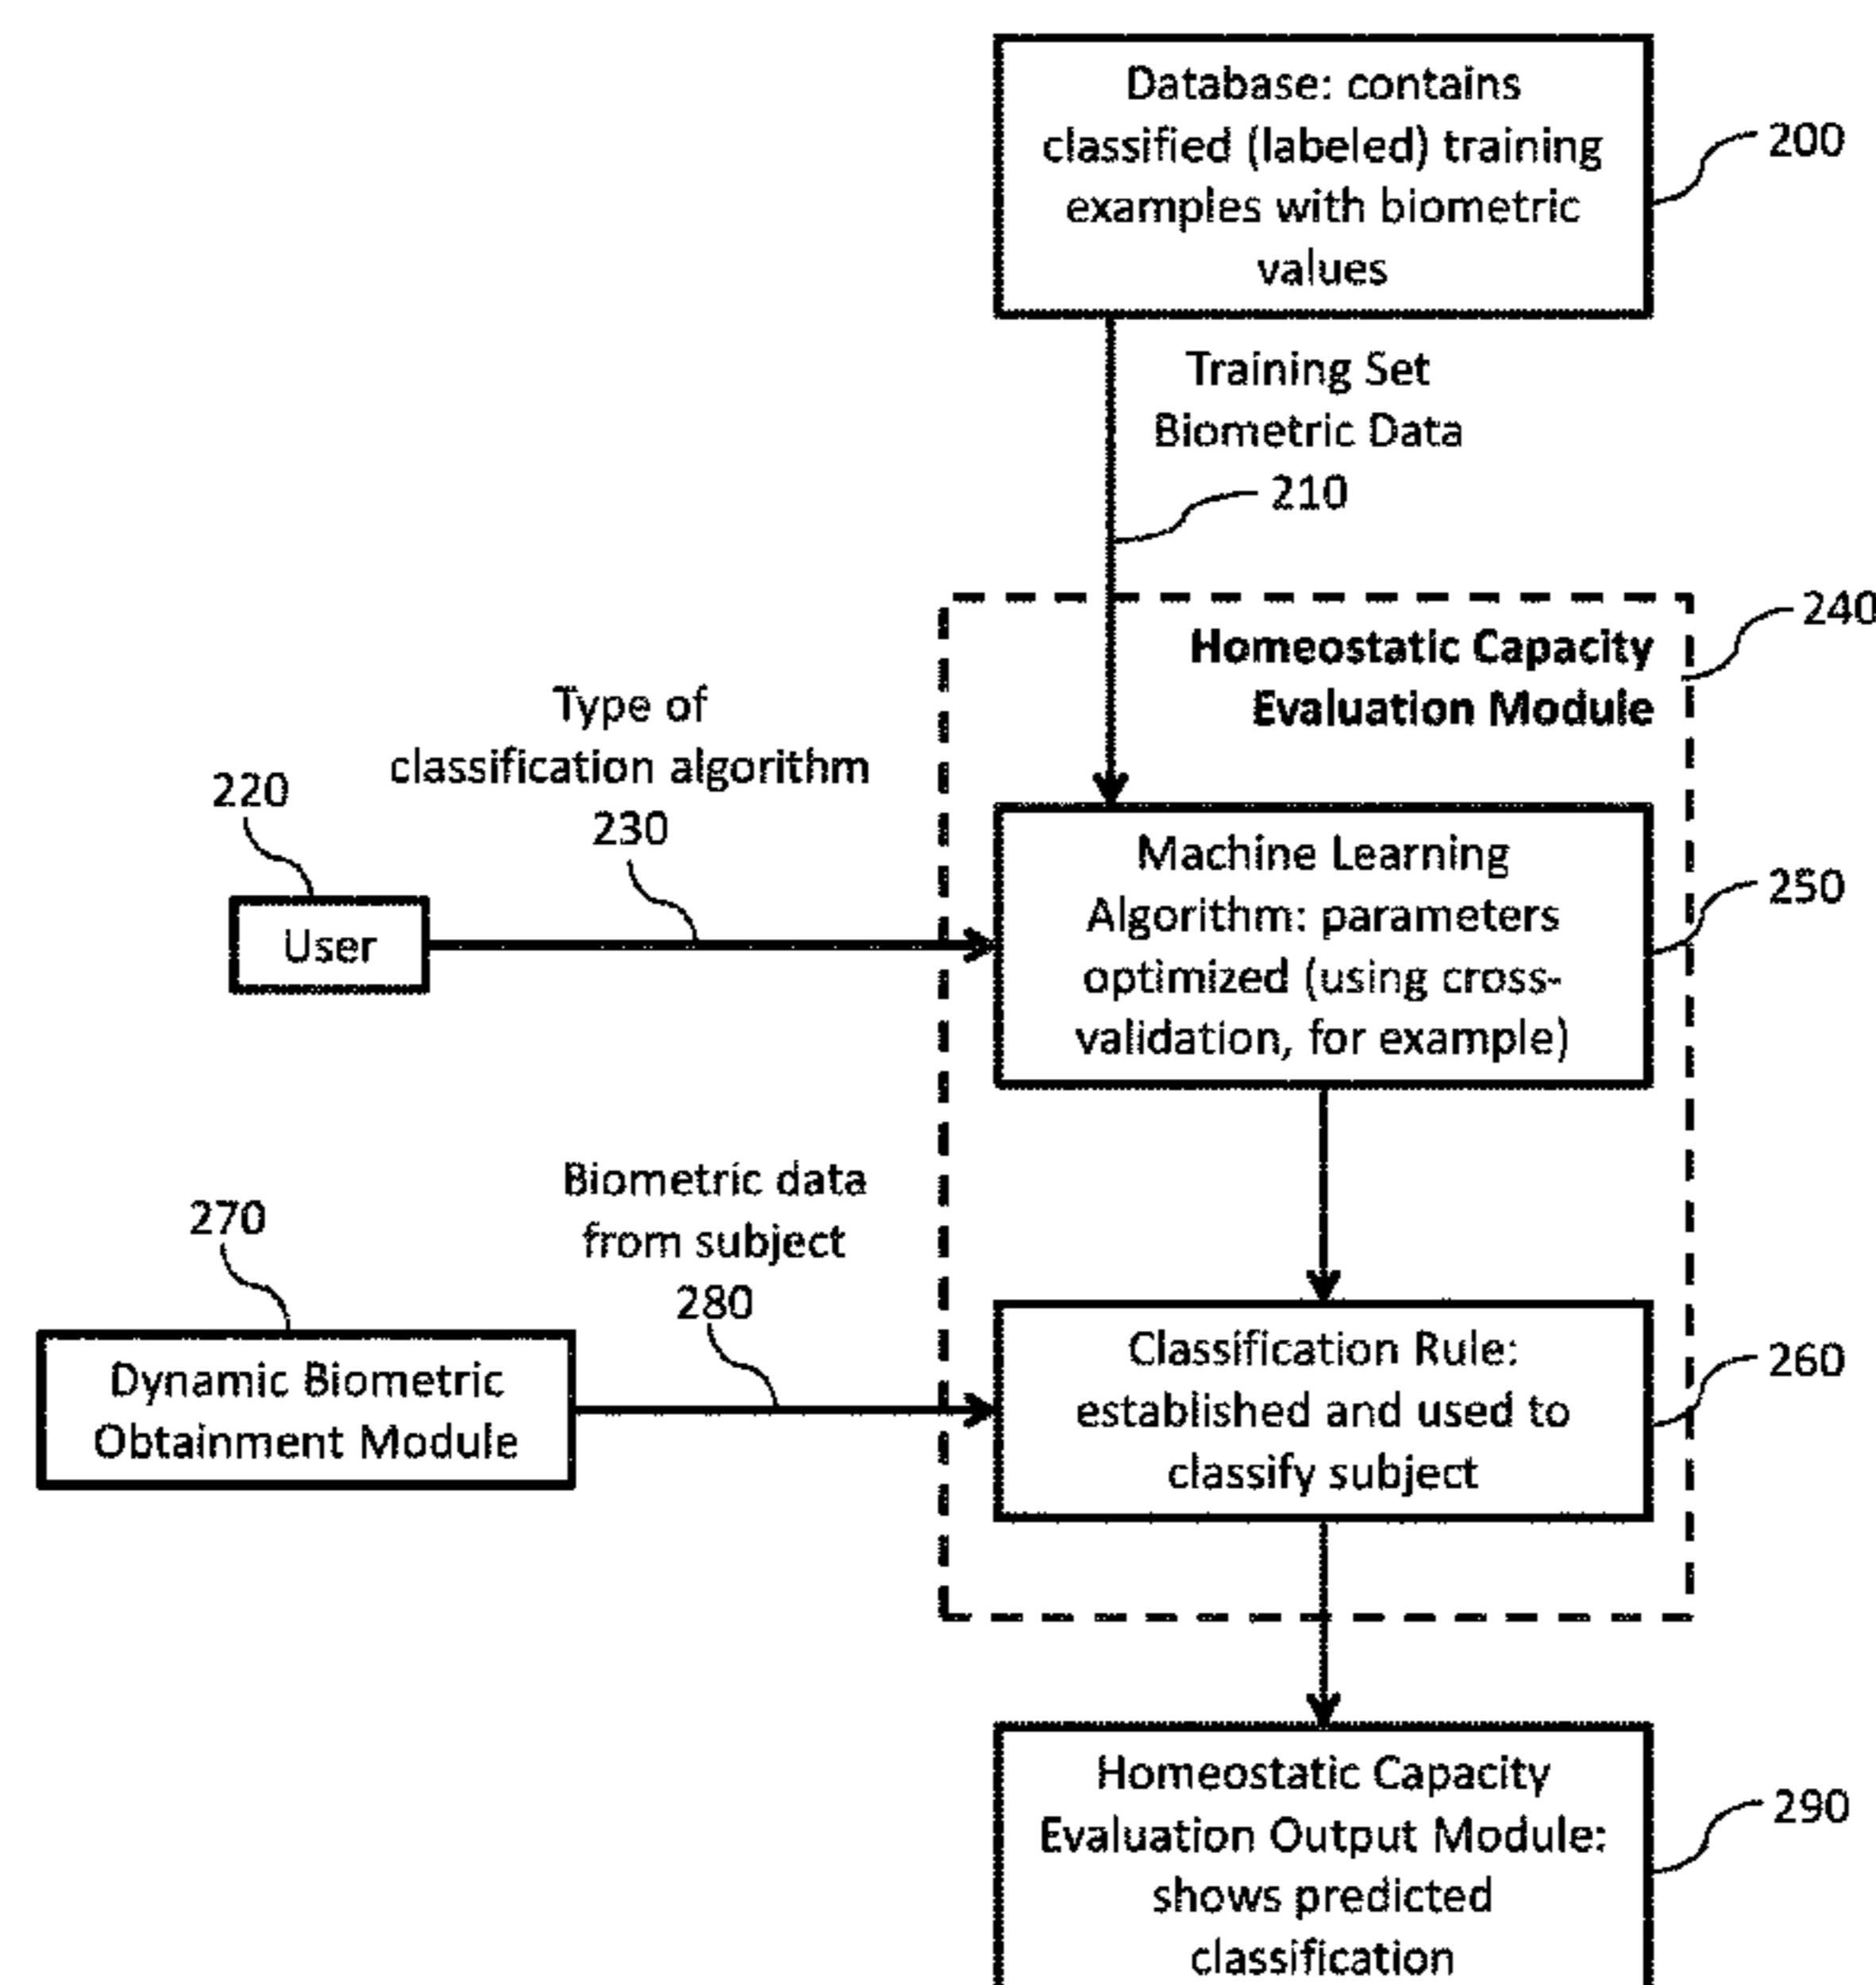 Database: contains
classified (labeled) training
examples with biometric
values
200
Training Set
Biometric Data
210
240
Homeostatic Capacity
Evaluation Module
Type of
classification algorithm
230
220
User
Machine Learning
Algorithm: parameters
optimized (using cross-
validation, for example)
250
Biometric data
from subject
280
270
Dynamic Biometric
Obtainment Module
Classification Rule:
established and used to
classify subject
260
Homeostatic Capacity
Evaluation Output Module:
shows predicted
classification
290